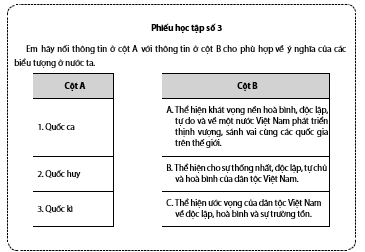 Phiếu học tập số 3
Em hãy nối thông tin ở cột A với thông tin ở cột B cho phù hợp về ý nghĩa của các
biểu tượng ở nước ta.
Cột A
Cột B
1. Quốc ca
A. Thể hiện khát vọng nền hoà bình, độc lập,
tự do và về một nước Việt Nam phát triển
thịnh vượng, sánh vai cùng các quốc gia
trên thế giới.
2. Quốc huy
B. Thể hiện cho sự thống nhất, độc lập, tự chủ
và hoà bình của dân tộc Việt Nam.
3. Quốc kì
C. Thể hiện ước vọng của dân tộc Việt Nam
về độc lập, hoà bình và sự trường tồn.